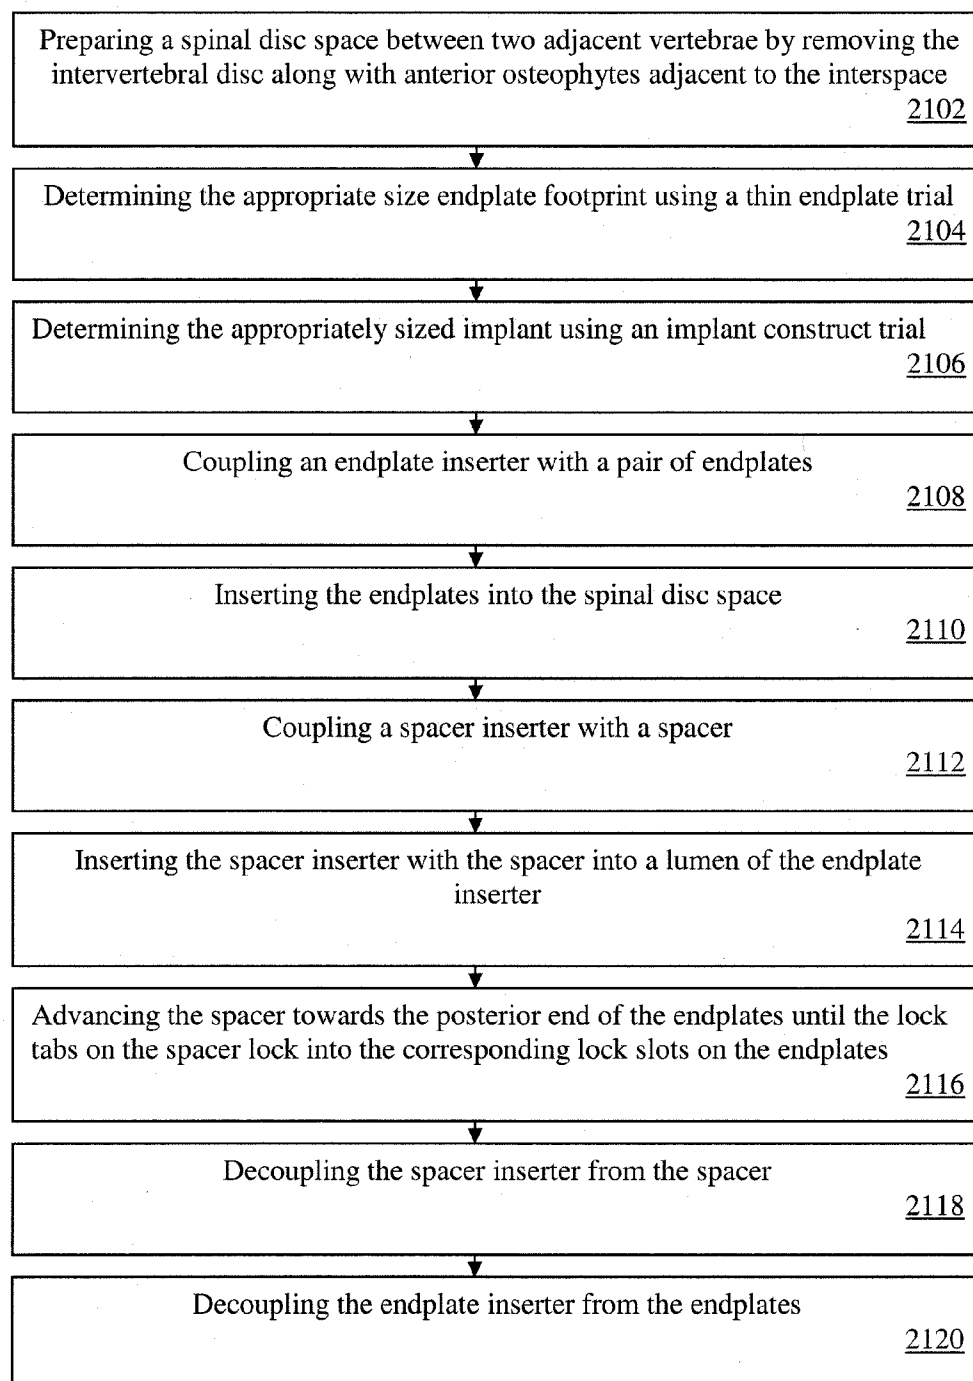 Preparing a spinal disc space between two adjacent vertebrae by removing the
intervertebral disc along with anterior osteophytes adjacent to the interspace
2102
Determining the appropriate size endplate footprint using a thin endplate trial
2104
Determining the appropriately sized implant using an implant construct trial
2106
Coupling an endplate inserter with a pair of endplates
2108
Inserting the endplates into the spinal disc space
2110
Coupling a spacer inserter with a spacer
2112
Inserting the spacer inserter with the spacer into a lumen of the endplate
inserter
2114
Advancing the spacer towards the posterior end of the endplates until the lock
tabs on the spacer lock into the corresponding lock slots on the endplates
2116
Decoupling the spacer inserter from the spacer
2118
Decoupling the endplate inserter from the endplates
2120